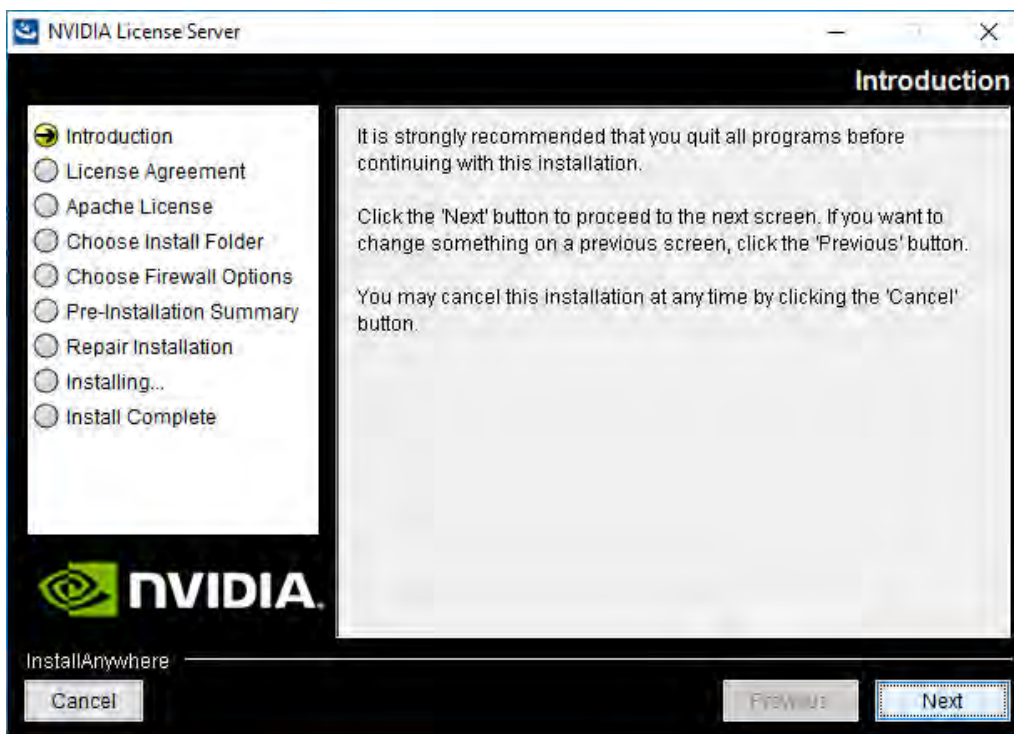 NVIDIA License Server
Introduction
Introduction
License Agreement
Apache License
Choose Install Folder
Choose Firewall Options
Pre-Installation Summary
Repair Installation
Installing...
Install Complete
It is strongly recommended that you quit all programs before
continuing with this installation.
Click the 'Next' button to proceed to the next screen. If you want to
change something on a previous screen, click the 'Previous' button.
You may cancel this installation at any time by clicking the 'Cancel'
button.
NVIDIA.
InstallAnywhere
Cancel
Previous
Next